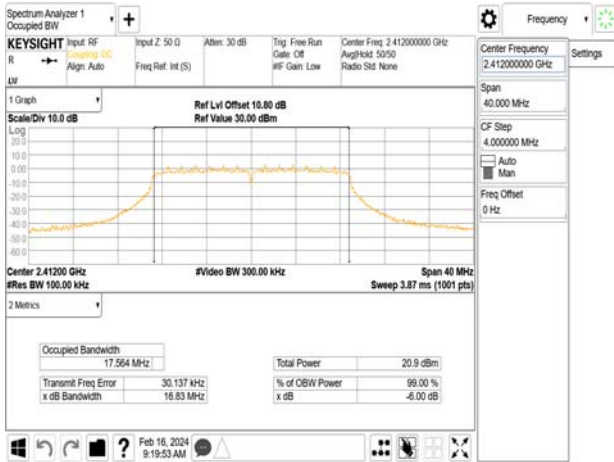 Spectrum Analyzer 1
Occupied BW
Frequency
KEYSIGHT Input: RF
R Coupling: DC
Align: Auto
Input Z: 50 Ω
Freq Ref: Int (S)
Atten: 30 dB
Trig: Free Run
Gate: Off
#IF Gain: Low
Center Freq: 2.412000000 GHz
Avg|Hold: 50/50
Radio Std: None
1 Graph
Scale/Div 10.0 dB
Ref Lvl Offset 10.80 dB
Ref Value 30.00 dBm
Log
20.0
10.0
0.00
-10.0
-20.0
-30.0
-40.0
-50.0
-60.0
Center 2.41200 GHz
#Res BW 100.00 kHz
#Video BW 300.00 kHz
Span 40 MHz
Sweep 3.87 ms (1001 pts)
2 Metrics
Occupied Bandwidth
17.564 MHz
Transmit Freq Error 30.137 kHz
x dB Bandwidth 16.83 MHz
Total Power 20.9 dBm
% of OBW Power 99.00 %
x dB -6.00 dB
Feb 16, 2024
9:19:53 AM
Center Frequency
2.412000000 GHz
Span
40.000 MHz
CF Step
4.000000 MHz
Auto
Man
Freq Offset
0 Hz
Settings